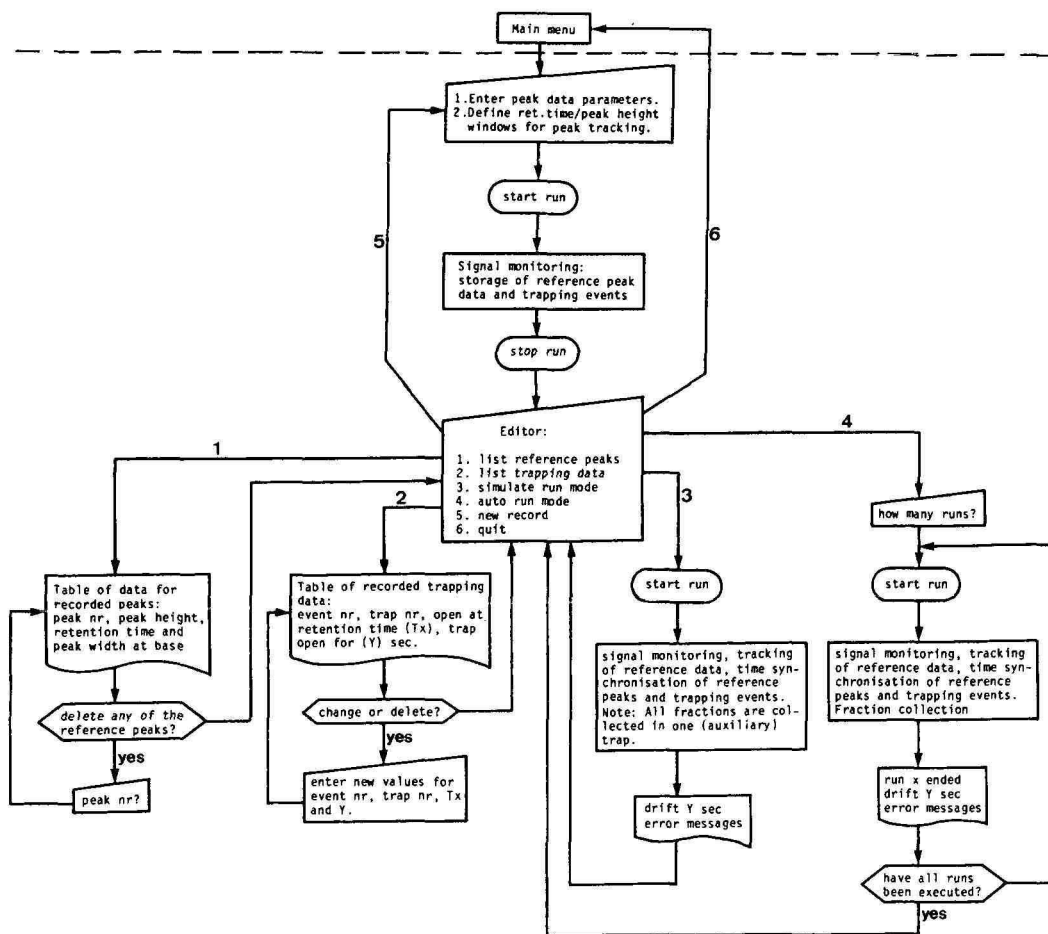 Main menu
1.Enter peak data parameters.
2.Define ret.time/peak height
windows for peak tracking.
start run
5
6
Signal monitoring:
storage of reference peak
data and trapping events
stop run
Editor:
1. list reference peaks
2. list trapping data
3. simulate run mode
4. auto run mode
5. new record
6. quit
1
2
3
4
Table of data for
recorded peaks:
peak nr, peak height,
retention time and
peak width at base
delete any of the
reference peaks?
yes
peak nr?
Table of recorded trapping
data:
event nr, trap nr, open at
retention time (Tx), trap
open for (Y) sec.
change or delete?
yes
enter new values for
event nr, trap nr, Tx
and Y.
start run
signal monitoring, tracking
of reference data, time syn-
chronisation of reference
peaks and trapping events.
Note: All fractions are col-
lected in one (auxiliary)
trap.
drift Y sec
error messages
how many runs?
start run
signal monitoring, tracking
of reference data, time syn-
chronisation of reference
peaks and trapping events.
Fraction collection
run x ended
drift Y sec
error messages
have all runs
been executed?
yes